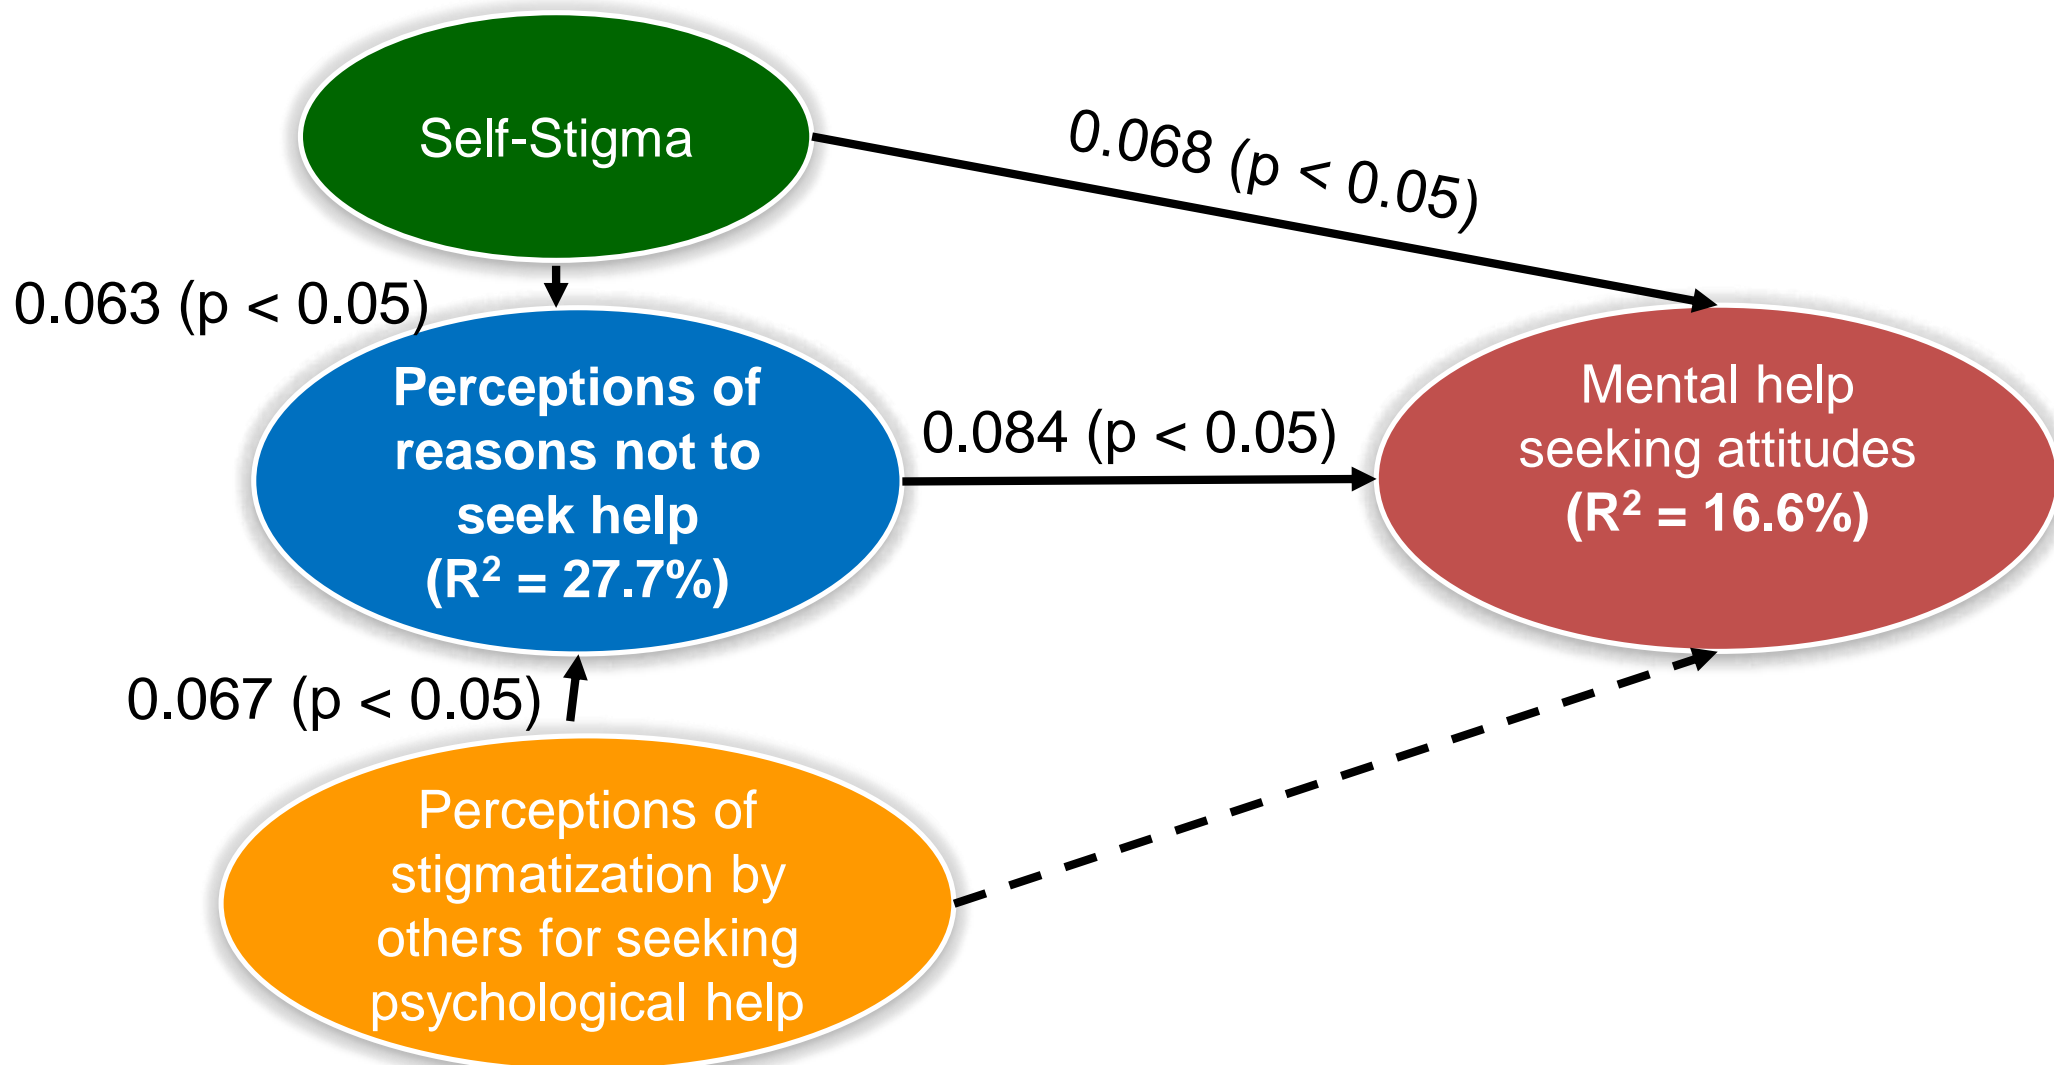 Self-Stigma
0.068 (p < 0.05)
0.063 (p < 0.05)
Perceptions of
reasons not to
seek help
(R² = 27.7%)
0.084 (p < 0.05)
Mental help
seeking attitudes
(R² = 16.6%)
0.067 (p < 0.05)
Perceptions of
stigmatization by
others for seeking
psychological help